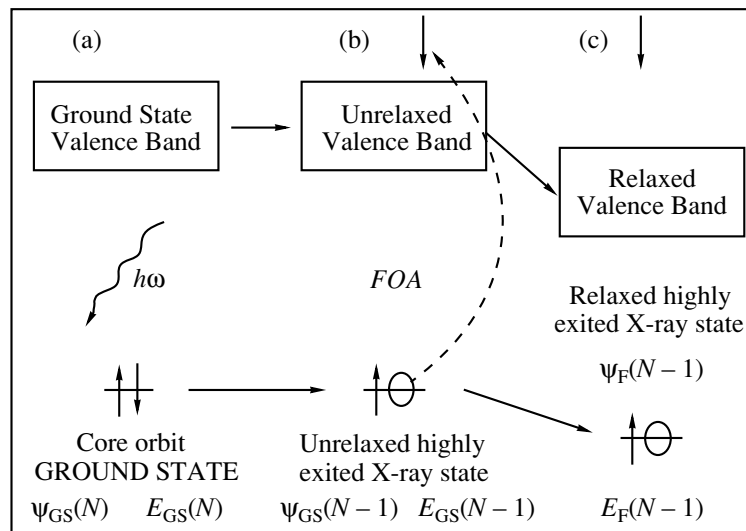 (a)
(b)
(c)
Ground State
Valence Band
Unrelaxed
Valence Band
Relaxed
Valence Band
hω
FOA
Relaxed highly
exited X-ray state
ψF(N – 1)
Core orbit
GROUND STATE
ψGS(N) EGS(N)
Unrelaxed highly
exited X-ray state
ψGS(N–1) EGS(N–1)
EF(N – 1)